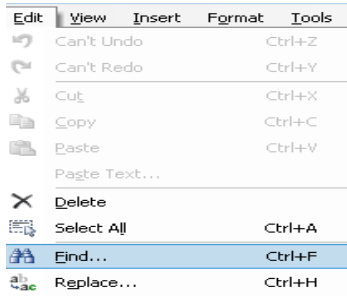 Edit View Insert Format Tools
Can't Undo Ctrl+Z
Can't Redo Ctrl+Y
Cut Ctrl+X
Copy Ctrl+C
Paste Ctrl+V
Paste Text...
Delete
Select All Ctrl+A
Find... Ctrl+F
Replace... Ctrl+H